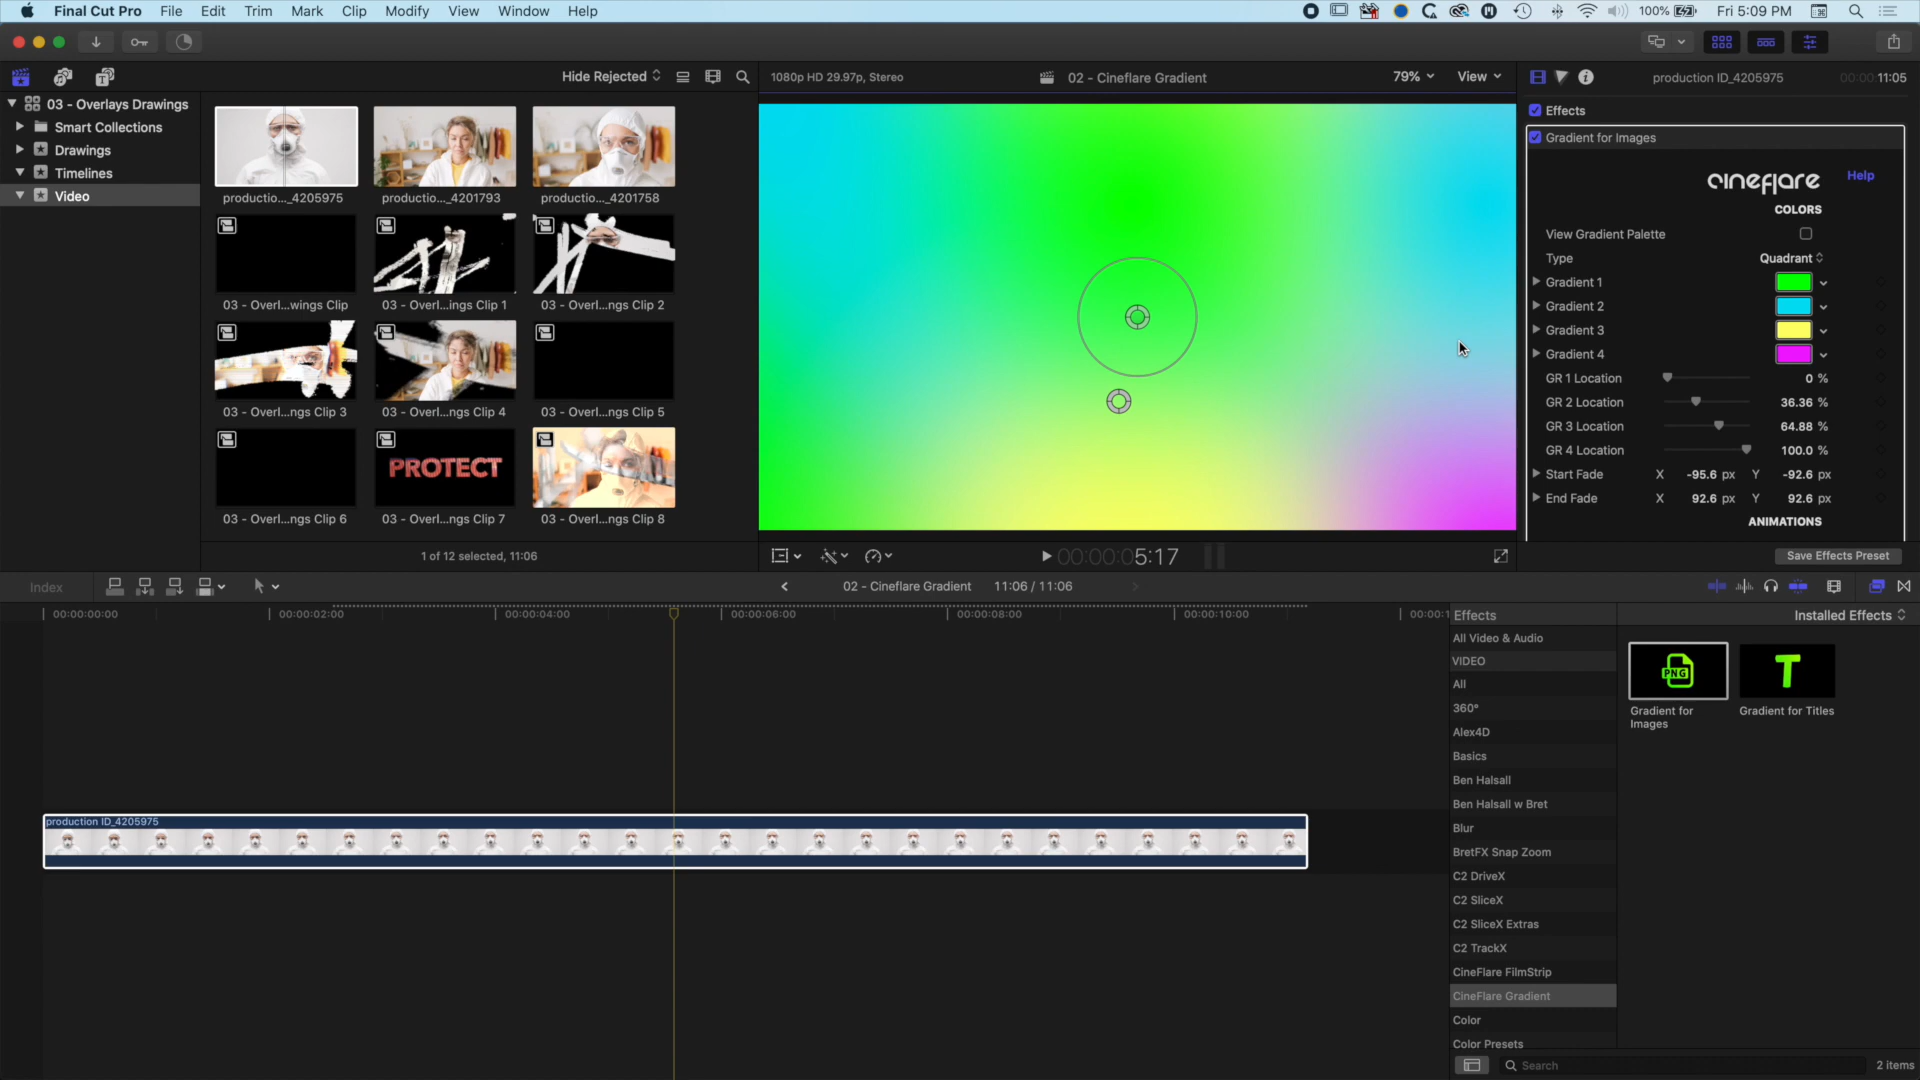 Final Cut Pro File Edit Trim Mark Clip Modify View Window Help 100% Fri 5:09 PM
Hide Rejected 1080p HD 29.97p, Stereo 02 - Cineflare Gradient 79% View production ID_4205975 00:00:11:05
03 - Overlays Drawings
Smart Collections
Drawings
Timelines
Video
productio..._4205975 productio..._4201793 productio..._4201758
03 - Overl...wings Clip 03 - Overl...ings Clip 1 03 - Overl...ngs Clip 2
03 - Overl...ngs Clip 3 03 - Overl...ngs Clip 4 03 - Overl...ngs Clip 5
PROTECT
03 - Overl...ngs Clip 6 03 - Overl...ngs Clip 7 03 - Overl...ngs Clip 8
1 of 12 selected, 11:06
00:00:05:17
Effects
Gradient for Images
cineflare Help
COLORS
View Gradient Palette
Type Quadrant
Gradient 1
Gradient 2
Gradient 3
Gradient 4
GR 1 Location 0 %
GR 2 Location 36.36 %
GR 3 Location 64.88 %
GR 4 Location 100.0 %
Start Fade X -95.6 px Y -92.6 px
End Fade X 92.6 px Y 92.6 px
ANIMATIONS
Save Effects Preset
Index 02 - Cineflare Gradient 11:06 / 11:06
00:00:00:00 00:00:02:00 00:00:04:00 00:00:06:00 00:00:08:00 00:00:10:00 00:00:1
production ID_4205975
Effects Installed Effects
All Video & Audio
VIDEO
All
360°
Alex4D
Basics
Ben Halsall
Ben Halsall w Bret
Blur
BretFX Snap Zoom
C2 DriveX
C2 SliceX
C2 SliceX Extras
C2 TrackX
CineFlare FilmStrip
CineFlare Gradient
Color
Color Presets
PNG T
Gradient for Gradient for Titles
Images
Search 2 items